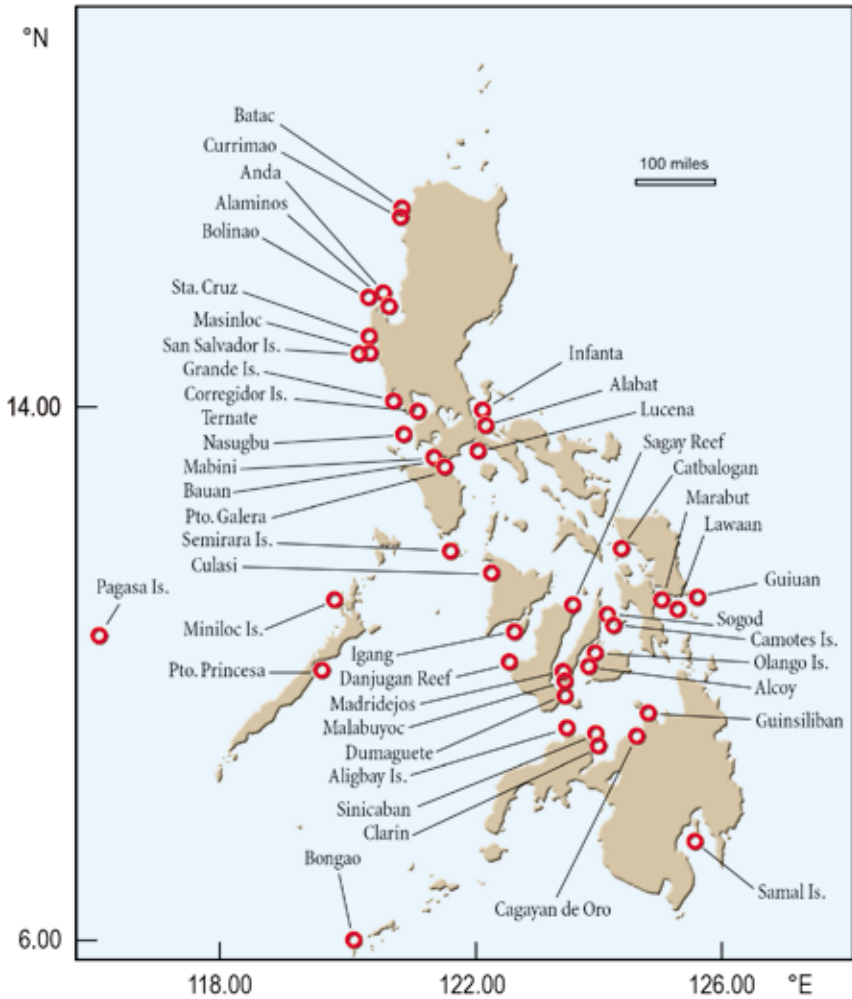 °N
Batac
Currimao
Anda
100 miles
Alaminos
Bolinao
Sta. Cruz
Masinloc
San Salvador Is.
Grande Is.
Infanta
Corregidor Is.
Alabat
14.00
Ternate
Lucena
Nasugbu
Sagay Reef
Mabini
Catbalogan
Bauan
Marabut
Pto. Galera
Lawaan
Semirara Is.
Culasi
Guiuan
Pagasa Is.
Sogod
Miniloc Is.
Camotes Is.
Igang
Olango Is.
Pto. Princesa
Danjugan Reef
Alcoy
Madridejos
Guinsiliban
Malabuyoc
Dumaguete
Aligbay Is.
Sinicaban
Clarin
Bongao
Samal Is.
Cagayan de Oro
6.00
118.00
122.00
126.00
°E